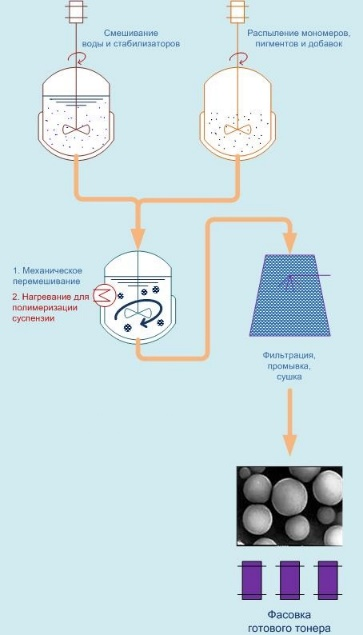 Смешивание
воды и стабилизаторов
Распыление мономеров,
пигментов и добавок
1. Механическое
перемешивание
2. Нагревание для
полимеризации
суспензии
Фильтрация,
промывка,
сушка
Фасовка
готового тонера